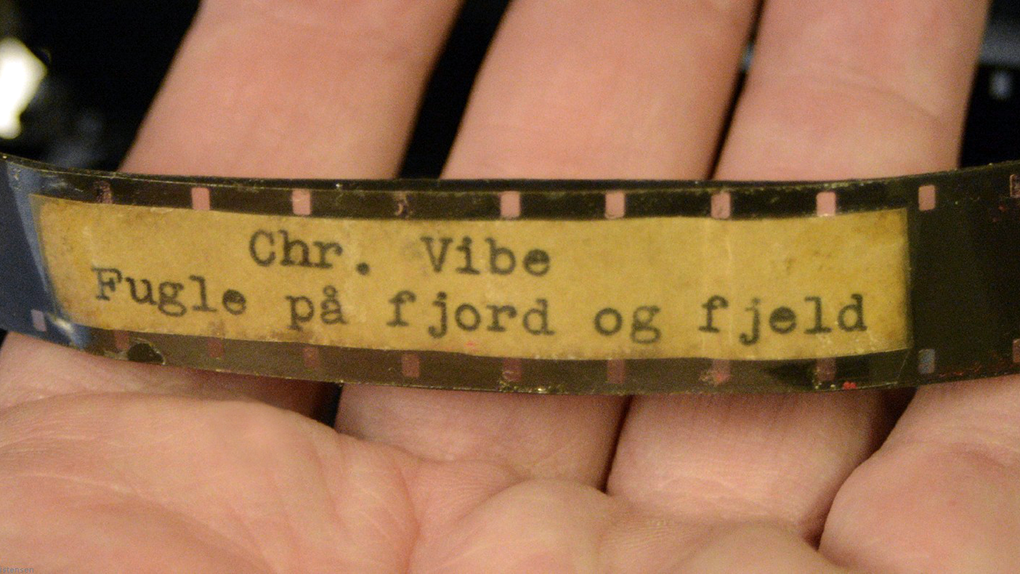 Chr. Vibe
Fugle på fjord og fjeld